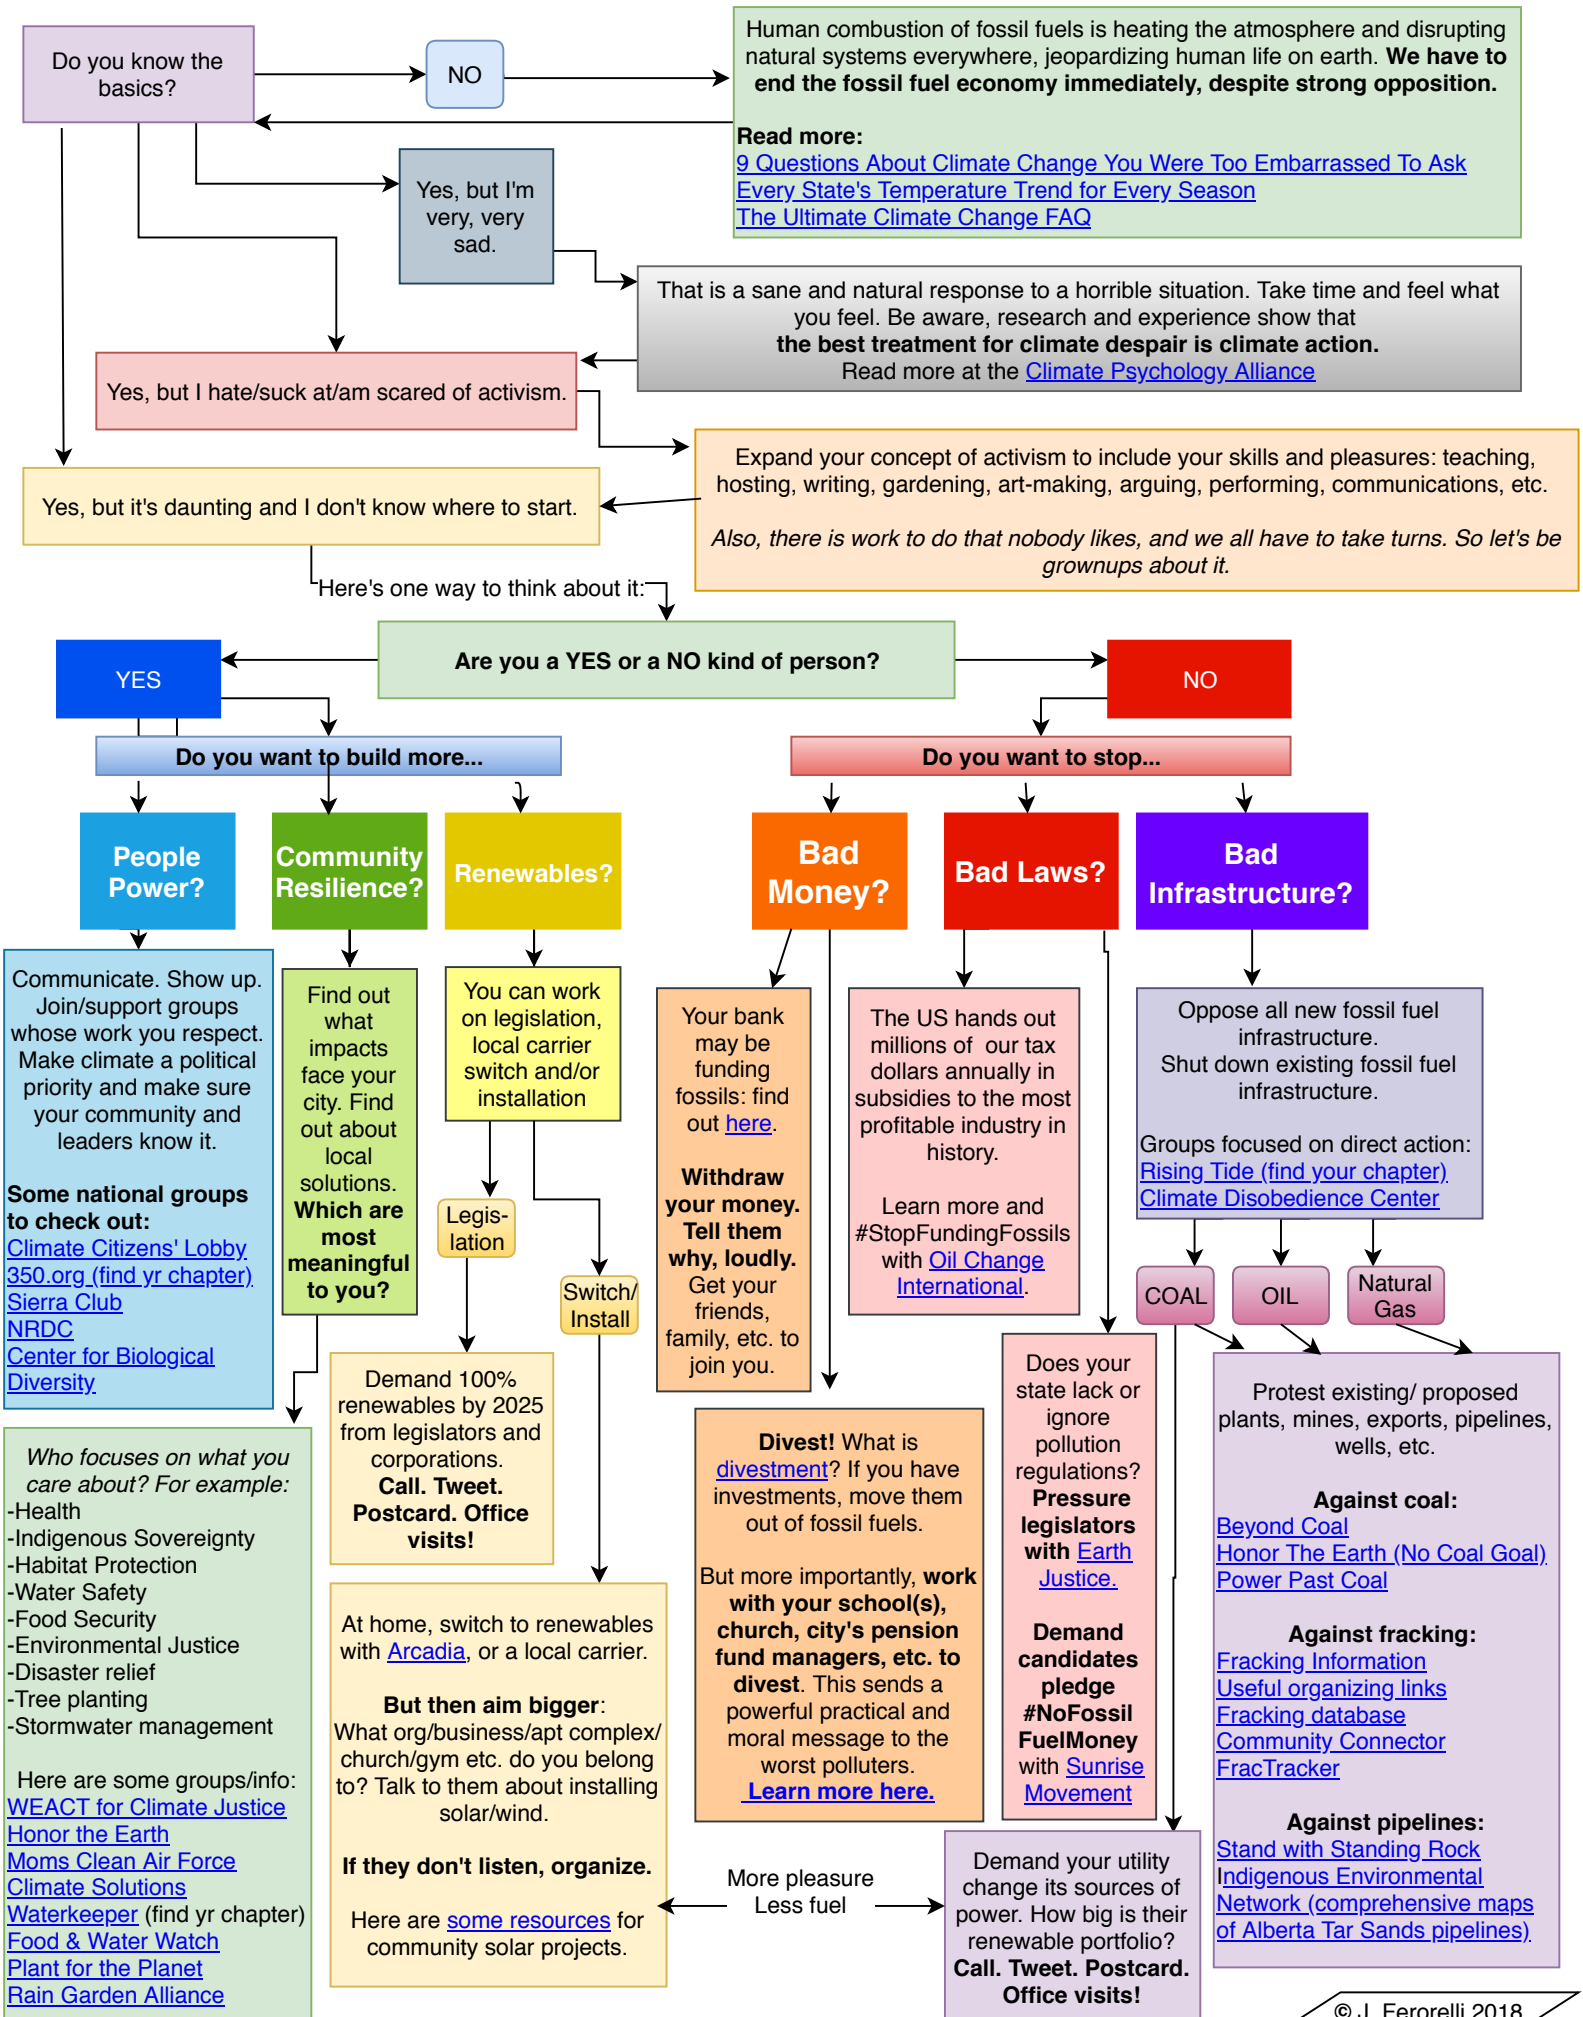 Do you know the
basics?
NO
Human combustion of fossil fuels is heating the atmosphere and disrupting
natural systems everywhere, jeopardizing human life on earth. We have to
end the fossil fuel economy immediately, despite strong opposition.
Read more:
9 Questions About Climate Change You Were Too Embarrassed To Ask
Every State's Temperature Trend for Every Season
The Ultimate Climate Change FAQ
Yes, but I'm
very, very
sad.
That is a sane and natural response to a horrible situation. Take time and feel what
you feel. Be aware, research and experience show that
the best treatment for climate despair is climate action.
Read more at the Climate Psychology Alliance
Yes, but I hate/suck at/am scared of activism.
Expand your concept of activism to include your skills and pleasures: teaching,
hosting, writing, gardening, art-making, arguing, performing, communications, etc.
Also, there is work to do that nobody likes, and we all have to take turns. So let's be
grownups about it.
Yes, but it's daunting and I don't know where to start.
Here's one way to think about it:
Are you a YES or a NO kind of person?
YES
NO
Do you want to build more...
Do you want to stop...
People
Power?
Community
Resilience?
Renewables?
Bad
Money?
Bad Laws?
Bad
Infrastructure?
Communicate. Show up.
Join/support groups
whose work you respect.
Make climate a political
priority and make sure
your community and
leaders know it.
Some national groups
to check out:
Climate Citizens' Lobby
350.org (find yr chapter)
Sierra Club
NRDC
Center for Biological
Diversity
Find out
what
impacts
face your
city. Find
out about
local
solutions.
Which are
most
meaningful
to you?
You can work
on legislation,
local carrier
switch and/or
installation
Legis-
lation
Switch/
Install
Your bank
may be
funding
fossils: find
out here.
Withdraw
your money.
Tell them
why, loudly.
Get your
friends,
family, etc. to
join you.
The US hands out
millions of our tax
dollars annually in
subsidies to the most
profitable industry in
history.
Learn more and
#StopFundingFossils
with Oil Change
International.
Oppose all new fossil fuel
infrastructure.
Shut down existing fossil fuel
infrastructure.
Groups focused on direct action:
Rising Tide (find your chapter)
Climate Disobedience Center
COAL
OIL
Natural
Gas
Who focuses on what you
care about? For example:
-Health
-Indigenous Sovereignty
-Habitat Protection
-Water Safety
-Food Security
-Environmental Justice
-Disaster relief
-Tree planting
-Stormwater management
Here are some groups/info:
WEACT for Climate Justice
Honor the Earth
Moms Clean Air Force
Climate Solutions
Waterkeeper (find yr chapter)
Food & Water Watch
Plant for the Planet
Rain Garden Alliance
Demand 100%
renewables by 2025
from legislators and
corporations.
Call. Tweet.
Postcard. Office
visits!
At home, switch to renewables
with Arcadia, or a local carrier.
But then aim bigger:
What org/business/apt complex/
church/gym etc. do you belong
to? Talk to them about installing
solar/wind.
If they don't listen, organize.
Here are some resources for
community solar projects.
Divest! What is
divestment? If you have
investments, move them
out of fossil fuels.
But more importantly, work
with your school(s),
church, city's pension
fund managers, etc. to
divest. This sends a
powerful practical and
moral message to the
worst polluters.
Learn more here.
Does your
state lack or
ignore
pollution
regulations?
Pressure
legislators
with Earth
Justice.
Demand
candidates
pledge
#NoFossil
FuelMoney
with Sunrise
Movement
Protest existing/ proposed
plants, mines, exports, pipelines,
wells, etc.
Against coal:
Beyond Coal
Honor The Earth (No Coal Goal)
Power Past Coal
Against fracking:
Fracking Information
Useful organizing links
Fracking database
Community Connector
FracTracker
Against pipelines:
Stand with Standing Rock
Indigenous Environmental
Network (comprehensive maps
of Alberta Tar Sands pipelines)
More pleasure
Less fuel
Demand your utility
change its sources of
power. How big is their
renewable portfolio?
Call. Tweet. Postcard.
Office visits!
© J. Ferorelli 2018